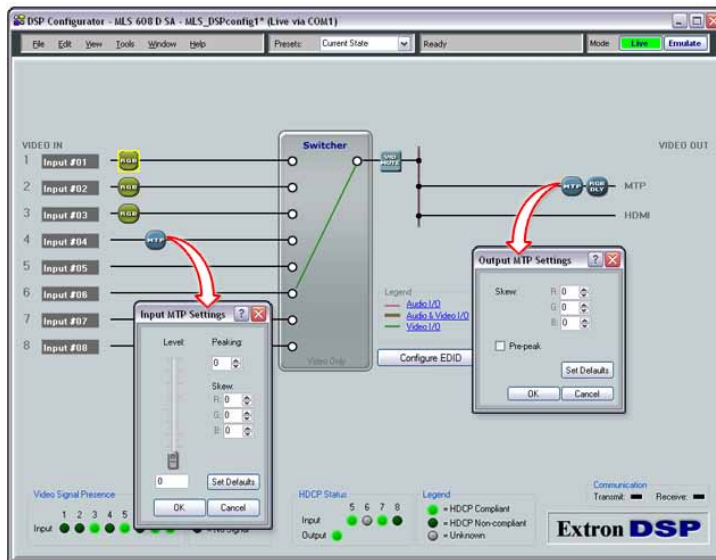 DSP Configurator - MLS 608 D SA - MLS_DSPconfig1* (Live via COM1)
File Edit View Tools Window Help Presets: Current State Ready Mode Live Emulate
VIDEO IN
Switcher
VIDEO OUT
1 Input #01 RGB
VID MUTE
2 Input #02 RGB
MTP RGB DLY MTP
3 Input #03 RGB
HDMI
4 Input #04 MTP
5 Input #05
6 Input #06
7 Input #07
8 Input #08
Video Only
Legend
Audio I/O
Audio & Video I/O
Video I/O
Configure EDID
Output MTP Settings
Skew: R: 0
G: 0
B: 0
Pre-peak
Set Defaults
OK Cancel
Input MTP Settings
Level: Peaking:
0
Skew:
R: 0
G: 0
B: 0
0 Set Defaults
OK Cancel
Video Signal Presence
1 2 3 4 5
Input
= No Signal
HDCP Status
5 6 7 8
Input
Output
Legend
= HDCP Compliant
= HDCP Non-compliant
= Unknown
Communication
Transmit: Receive:
Extron DSP